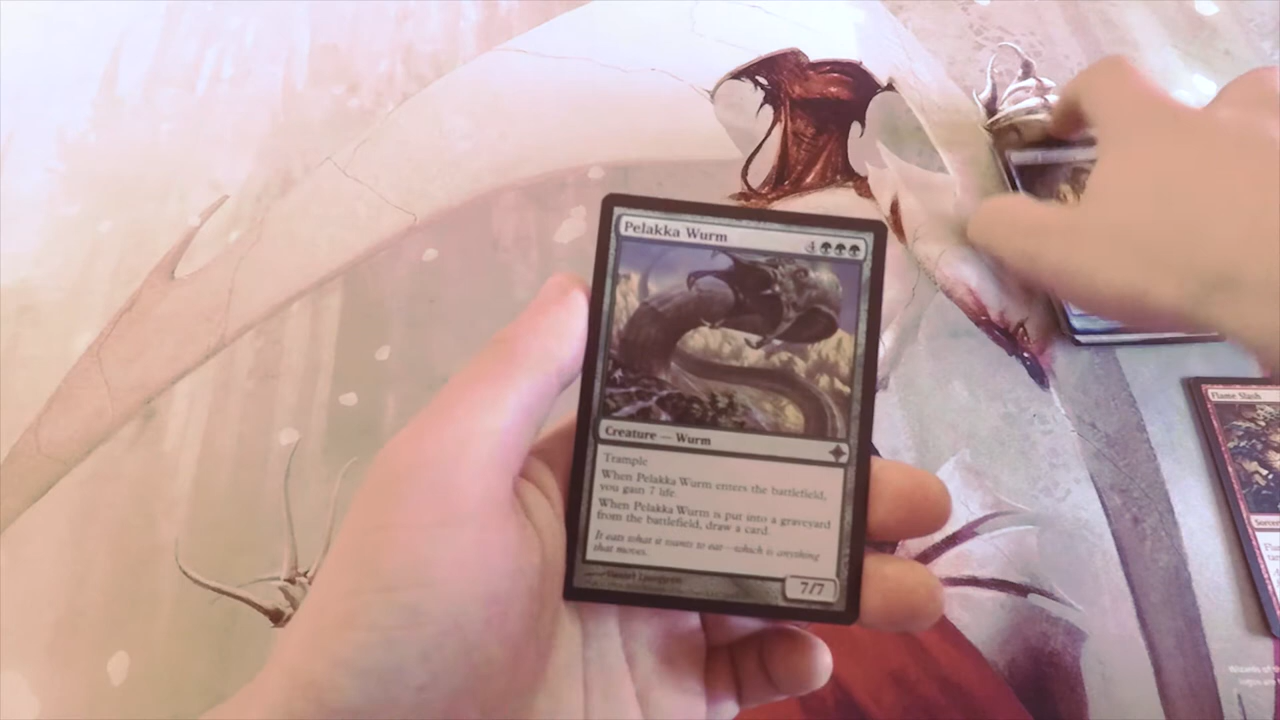 Pelakka Wurm
4
Creature — Wurm
Trample
When Pelakka Wurm enters the battlefield,
you gain 7 life.
When Pelakka Wurm is put into a graveyard
from the battlefield, draw a card.
It eats what it wants to eat—which is anything
that moves.
7/7
Flame Slash